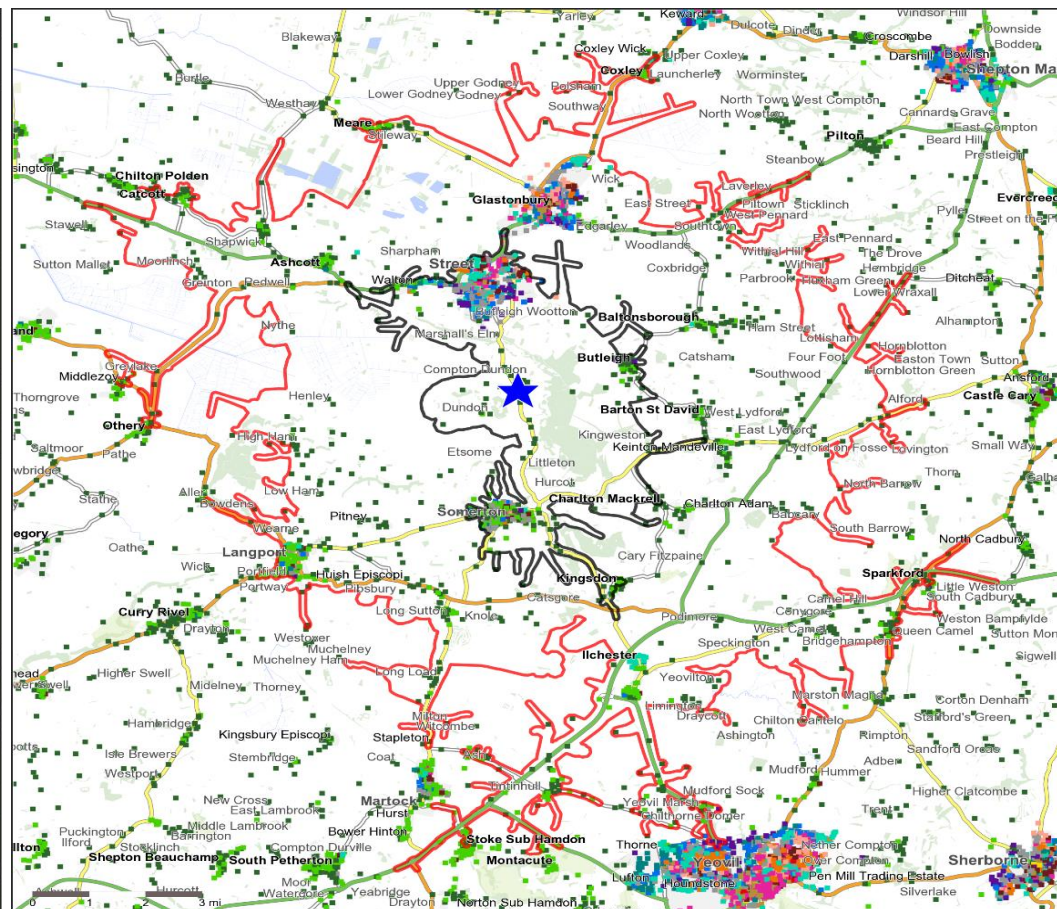 Yarley
Keward
Dulcote
Dinder
Windsor Hill
Downside
Bodden
Croscombe
Darshill
Bowlish
Shepton Ma
Blakeway
Coxley Wick
Upper Coxley
Coxley
Launcherley
Worminster
Burtle
Upper Godney
Lower Godney
Godney
Polsham
Southway
North Town
West Compton
North Wootton
Cannards Grave
East Compton
Westhay
Meare
Stileway
Pilton
Beard Hill
Prestleigh
Steanbow
sington
Chilton Polden
Catcott
Wick
Laverley
Glastonbury
East Street
Piltown
Sticklinch
West Pennard
Evercreed
Pylle
Street on the
Stawell
Shapwick
Edgarley
Southtown
Woodlands
East Pennard
Sharpham
Sutton Mallet
Moorlinch
Ashcott
Street
Withial Hill
Withial
The Drove
Hembridge
Coxbridge
Parbrook
Huxham Green
Ditcheat
Greinton
Pedwell
Walton
Lower Wraxall
Butleigh Wootton
Baltonsborough
Ham Street
Alhampton
Nythe
Marshall's Elm
Lottisham
Hornblotton
Greylake
Middlezoy
Butleigh
Catsham
Four Foot
Easton Town
Sutton
Compton Dundon
Southwood
Hornblotton Green
Ansford
Thorngrove
Henley
Castle Cary
Dundon
Barton St David
West Lydford
Alford
Othery
High Ham
Kingweston
East Lydford
Saltmoor
Pathe
Etsome
Keinton Mandeville
Lydford on Fosse
Lovington
Small Way
wbridge
Littleton
Thorn
Galha
Low Ham
Hurcot
Aller
Stathe
Bowdens
Charlton Mackrell
North Barrow
Pitney
Somerton
Charlton Adam
Babcary
Wearne
South Barrow
egory
Oathe
Langport
North Cadbury
Cary Fitzpaine
Wick
Portfield
Huish Episcopi
Kingsdon
Sparkford
Portway
Pibsbury
Catsgore
Camel Hill
Little Weston
South Cadbury
Curry Rivel
Long Sutton
Knole
Podimore
Conygore
Weston Bampfylde
Drayton
West Camel
Queen Camel
Sutton Mon
Westover
Speckington
Bridgehampton
Muchelney
Muchelney Ham
Ilchester
Sigwell
Higher Swell
Long Load
Yeovilton
Midelney
Thorney
Limington
Marston Magna
Corton Denham
Draycott
Milton
Witcombe
Chilton Cantelo
Stafford's Green
Hambridge
Kingsbury Episcopi
Stapleton
Ashington
Rimpton
Isle Brewers
Stembridge
Coat
Ash
Sandford Orcas
Adber
Westport
Mudford
Hummer
Tintinhull
Mudford Sock
Higher Clatcombe
New Cross
East Lambrook
Martock
Hurst
Yeovil Marsh
Trent
Puckington
Ilford
Middle Lambrook
Barrington
Bower Hinton
Chilthorne Domer
Stocklinch
Compton Durville
Stoke Sub Hamdon
Thorne
Nether Compton
Shepton Beauchamp
South Petherton
Montacute
Yeovil
Over Compton
Sherborne
Lufton
Houndstone
Pen Mill Trading Estate
Moor
Watergore
Yeabridge
Silverlake
Ashwell
Hurcott
Drayton
Norton Sub Hamdon
0 1 2 3 mi